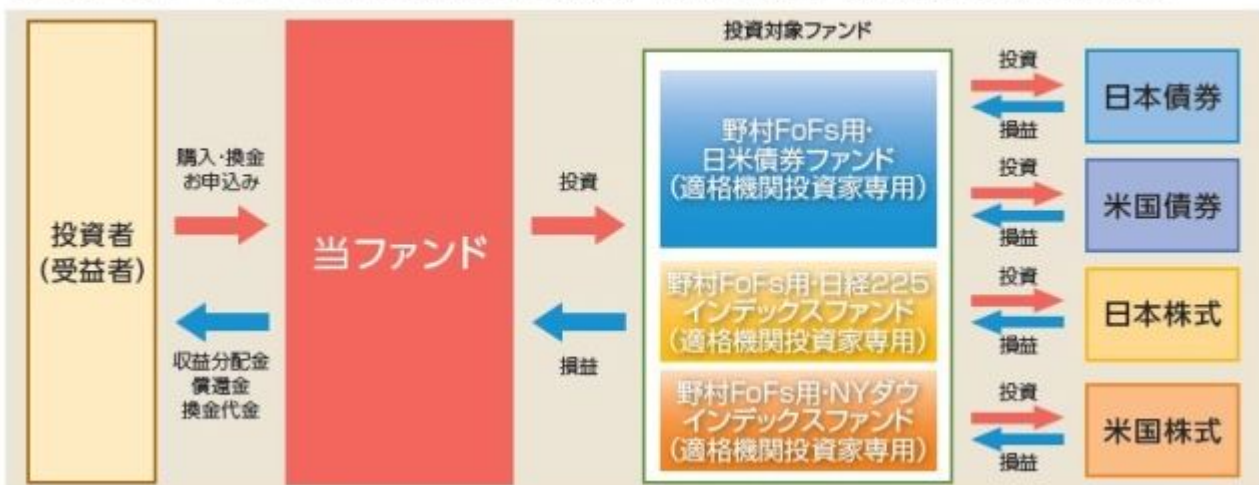 投資対象ファンド
投資者
(受益者)
購入・換金
お申込み
収益分配金
償還金
換金代金
当ファンド
投資
損益
野村FoFs用・
日米債券ファンド
(適格機関投資家専用)
野村FoFs用・日経225
インデックスファンド
(適格機関投資家専用)
野村FoFs用・NYダウ
インデックスファンド
(適格機関投資家専用)
投資
損益
日本債券
投資
損益
米国債券
投資
損益
日本株式
投資
損益
米国株式